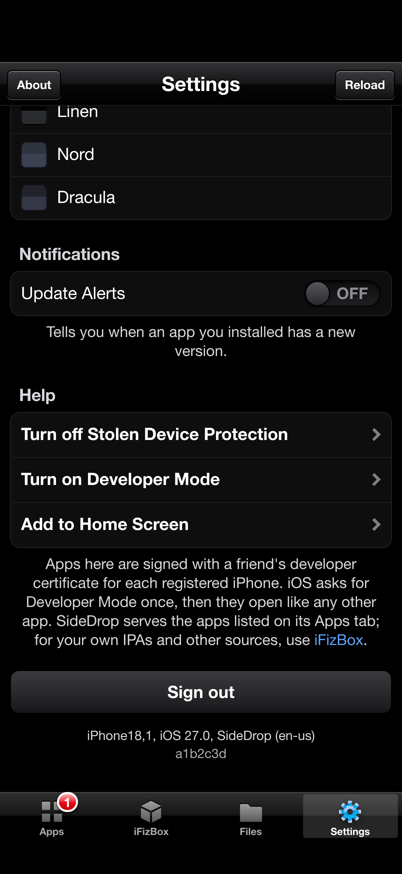 About
Settings
Reload
Linen
Nord
Dracula
Notifications
Update Alerts
OFF
Tells you when an app you installed has a new
version.
Help
Turn off Stolen Device Protection
Turn on Developer Mode
Add to Home Screen
Apps here are signed with a friend's developer
certificate for each registered iPhone. iOS asks for
Developer Mode once, then they open like any other
app. SideDrop serves the apps listed on its Apps tab;
for your own IPAs and other sources, use iFizBox.
Sign out
iPhone18,1, iOS 27.0, SideDrop (en-us)
a1b2c3d
1
Apps
iFizBox
Files
Settings